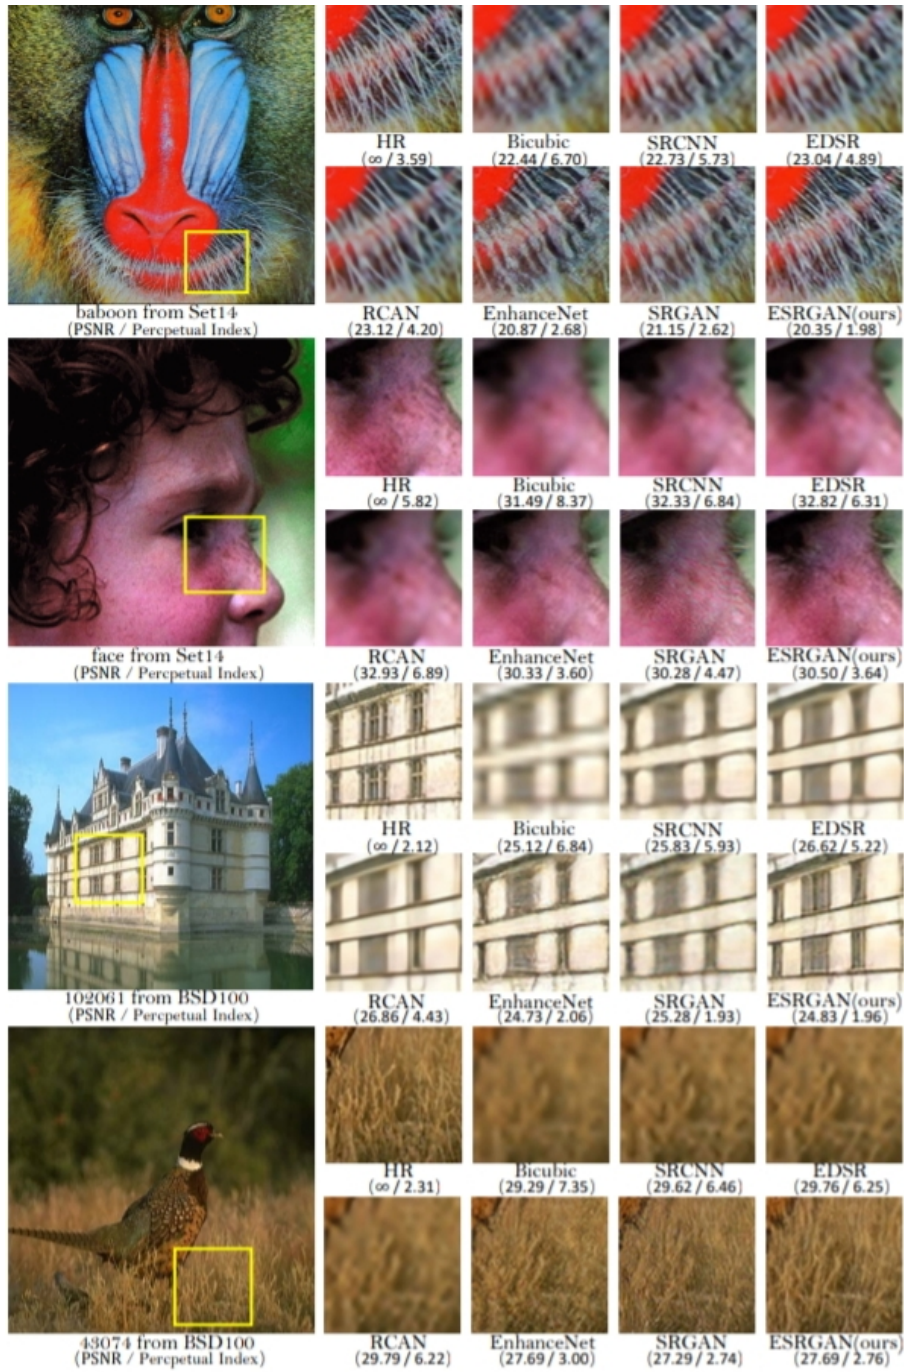 HR Bicubic SRCNN EDSR
(∞ / 3.59) (22.44 / 6.70) (22.73 / 5.73) (23.04 / 4.89)
baboon from Set14 RCAN EnhanceNet SRGAN ESRGAN(ours)
(PSNR / Percpetual Index) (23.12 / 4.20) (20.87 / 2.68) (21.15 / 2.62) (20.35 / 1.98)
HR Bicubic SRCNN EDSR
(∞ / 5.82) (31.49 / 8.37) (32.33 / 6.84) (32.82 / 6.31)
face from Set14 RCAN EnhanceNet SRGAN ESRGAN(ours)
(PSNR / Percpetual Index) (32.93 / 6.89) (30.33 / 3.60) (30.28 / 4.47) (30.50 / 3.64)
HR Bicubic SRCNN EDSR
(∞ / 2.12) (25.12 / 6.84) (25.83 / 5.93) (26.62 / 5.22)
102061 from BSD100 RCAN EnhanceNet SRGAN ESRGAN(ours)
(PSNR / Percpetual Index) (26.86 / 4.43) (24.73 / 2.06) (25.28 / 1.93) (24.83 / 1.96)
HR Bicubic SRCNN EDSR
(∞ / 2.31) (29.29 / 7.35) (29.62 / 6.46) (29.76 / 6.25)
43074 from BSD100 RCAN EnhanceNet SRGAN ESRGAN(ours)
(PSNR / Percpetual Index) (29.79 / 6.22) (27.69 / 3.00) (27.29 / 2.74) (27.69 / 2.76)